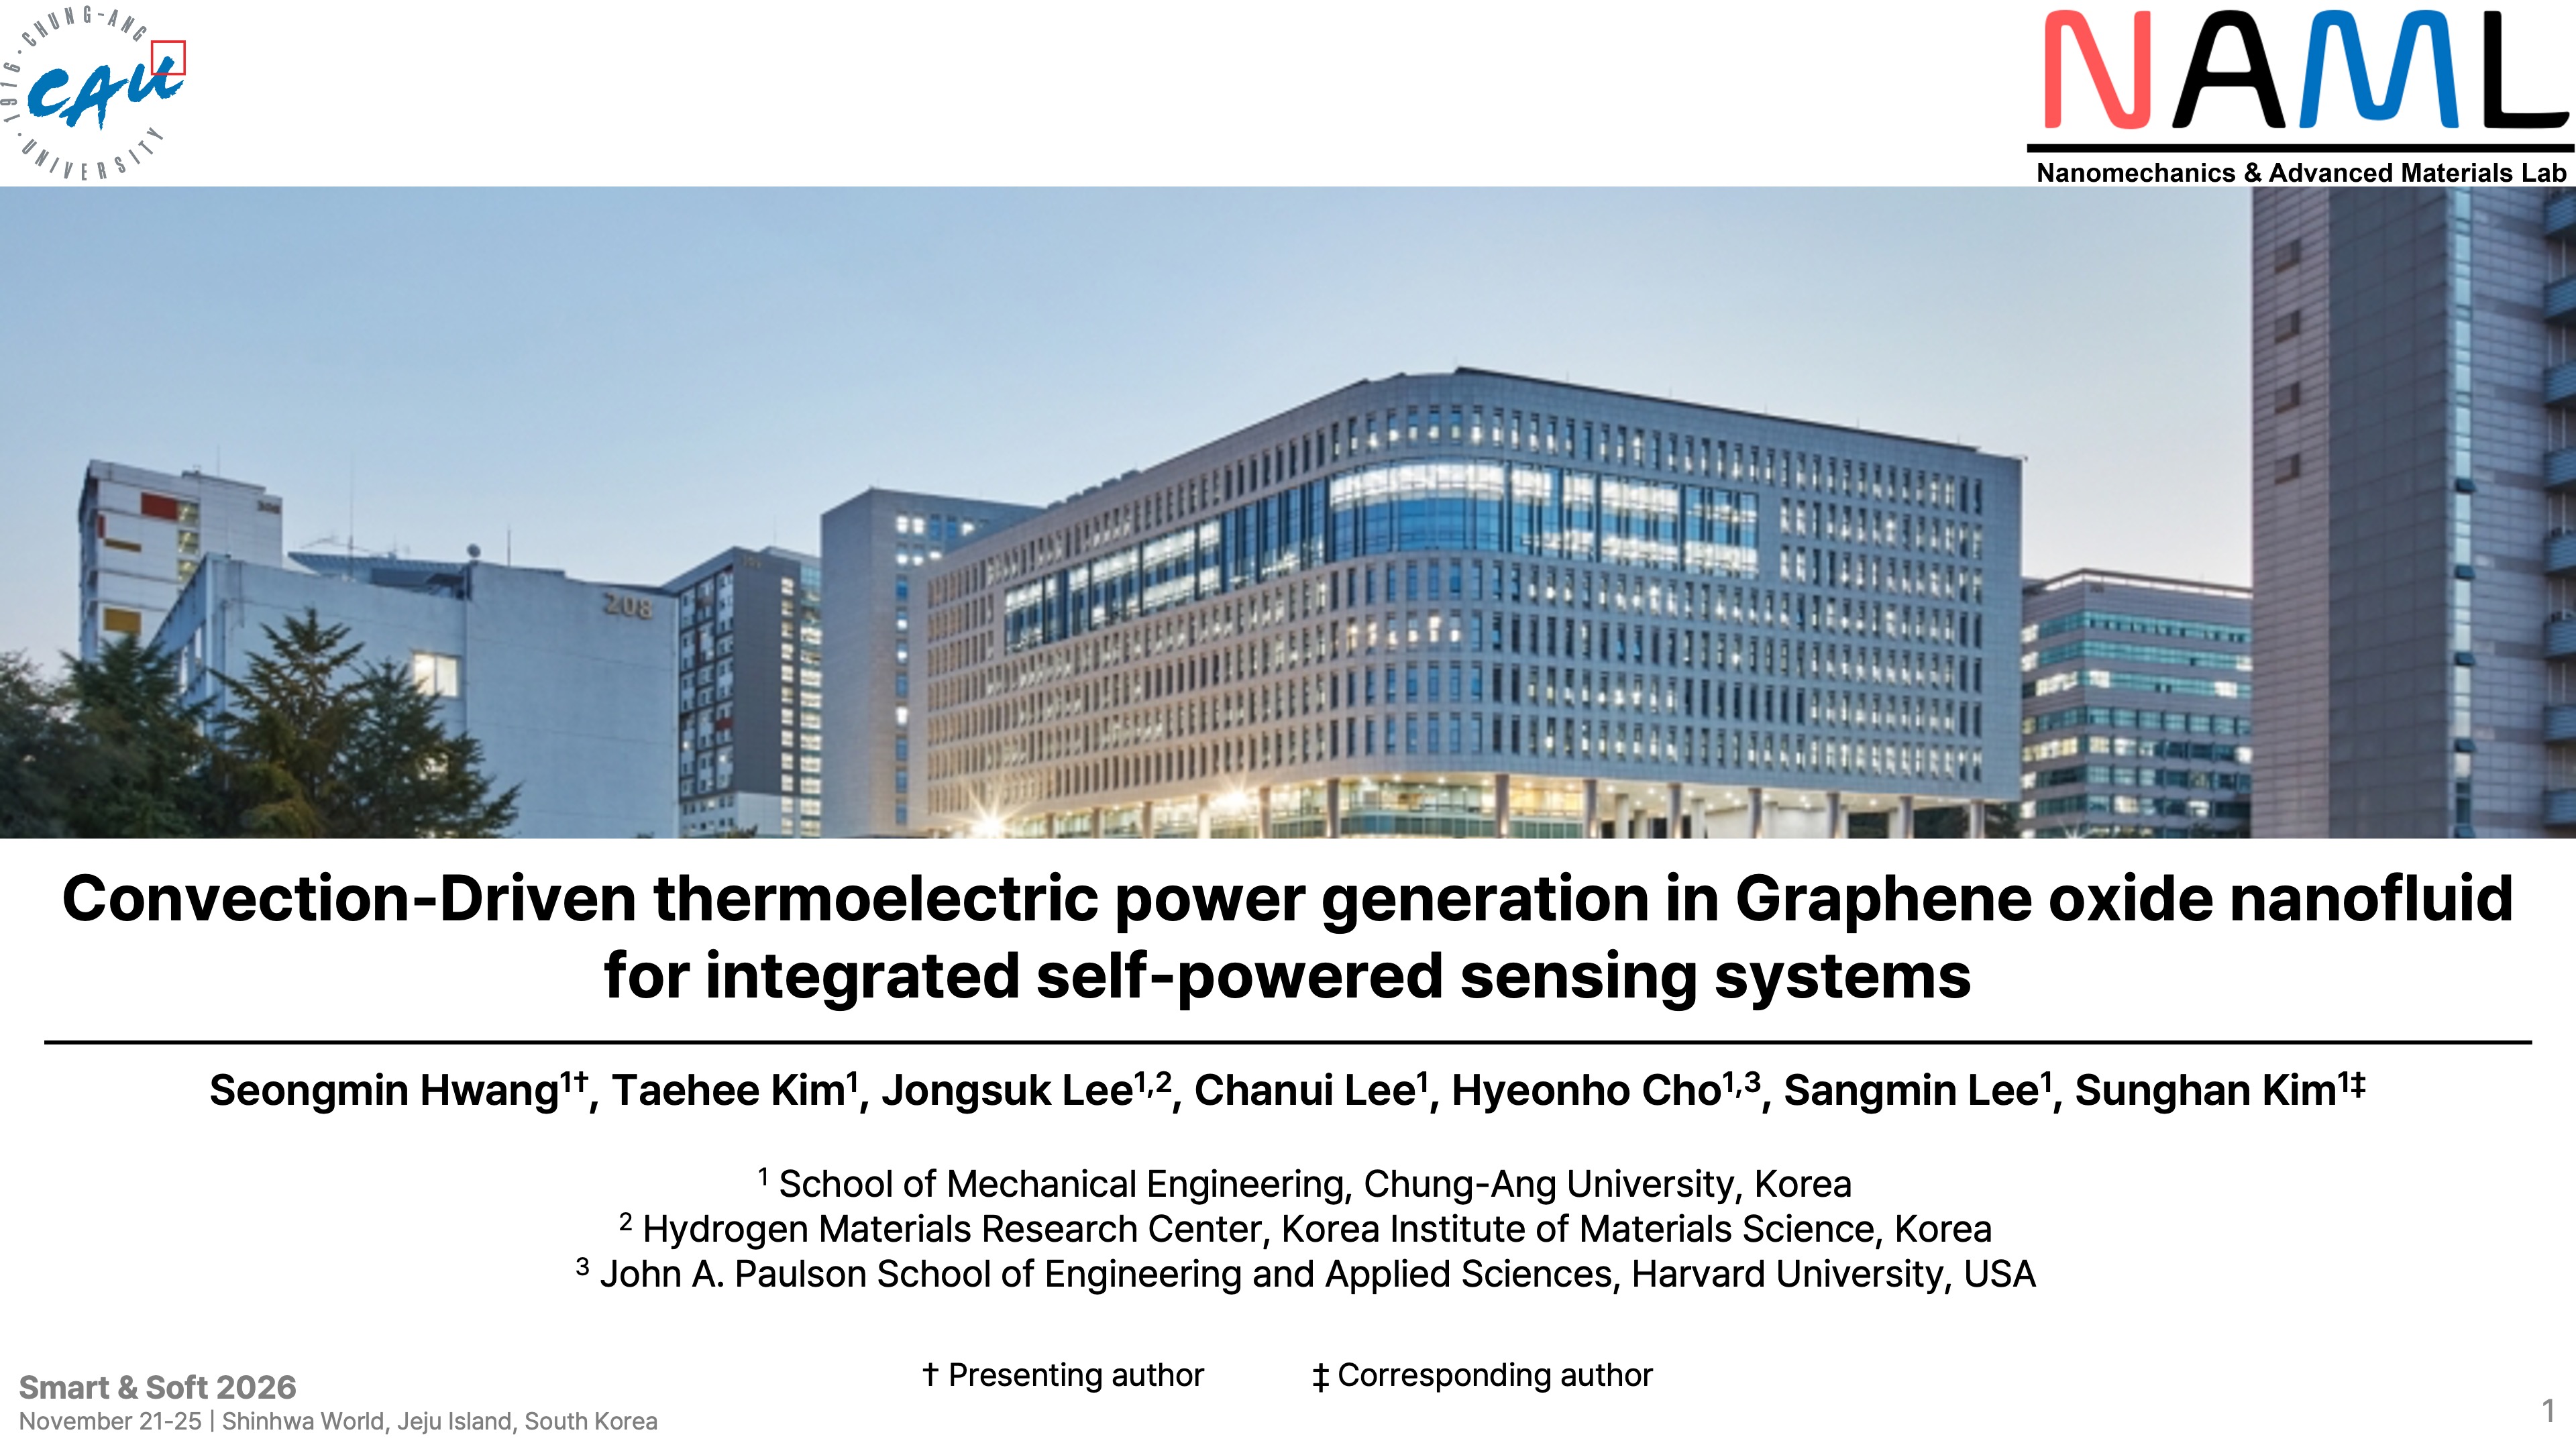 1916 · CHUNG-ANG
CAU
· UNIVERSITY
NAML
Nanomechanics & Advanced Materials Lab
208
Convection-Driven thermoelectric power generation in Graphene oxide nanofluid
for integrated self-powered sensing systems
Seongmin Hwang¹†, Taehee Kim¹, Jongsuk Lee¹,², Chanui Lee¹, Hyeonho Cho¹,³, Sangmin Lee¹, Sunghan Kim¹‡
¹ School of Mechanical Engineering, Chung-Ang University, Korea
² Hydrogen Materials Research Center, Korea Institute of Materials Science, Korea
³ John A. Paulson School of Engineering and Applied Sciences, Harvard University, USA
† Presenting author ‡ Corresponding author
Smart & Soft 2026
November 21-25 | Shinhwa World, Jeju Island, South Korea
1